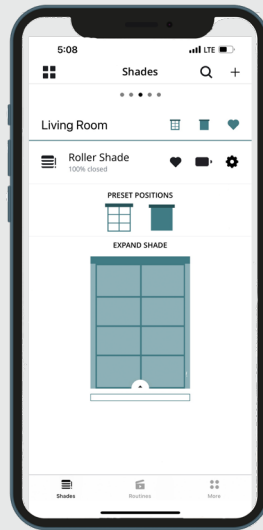 5:08 LTE
Shades
Living Room
Roller Shade
100% closed
PRESET POSITIONS
EXPAND SHADE
Shades Routines More